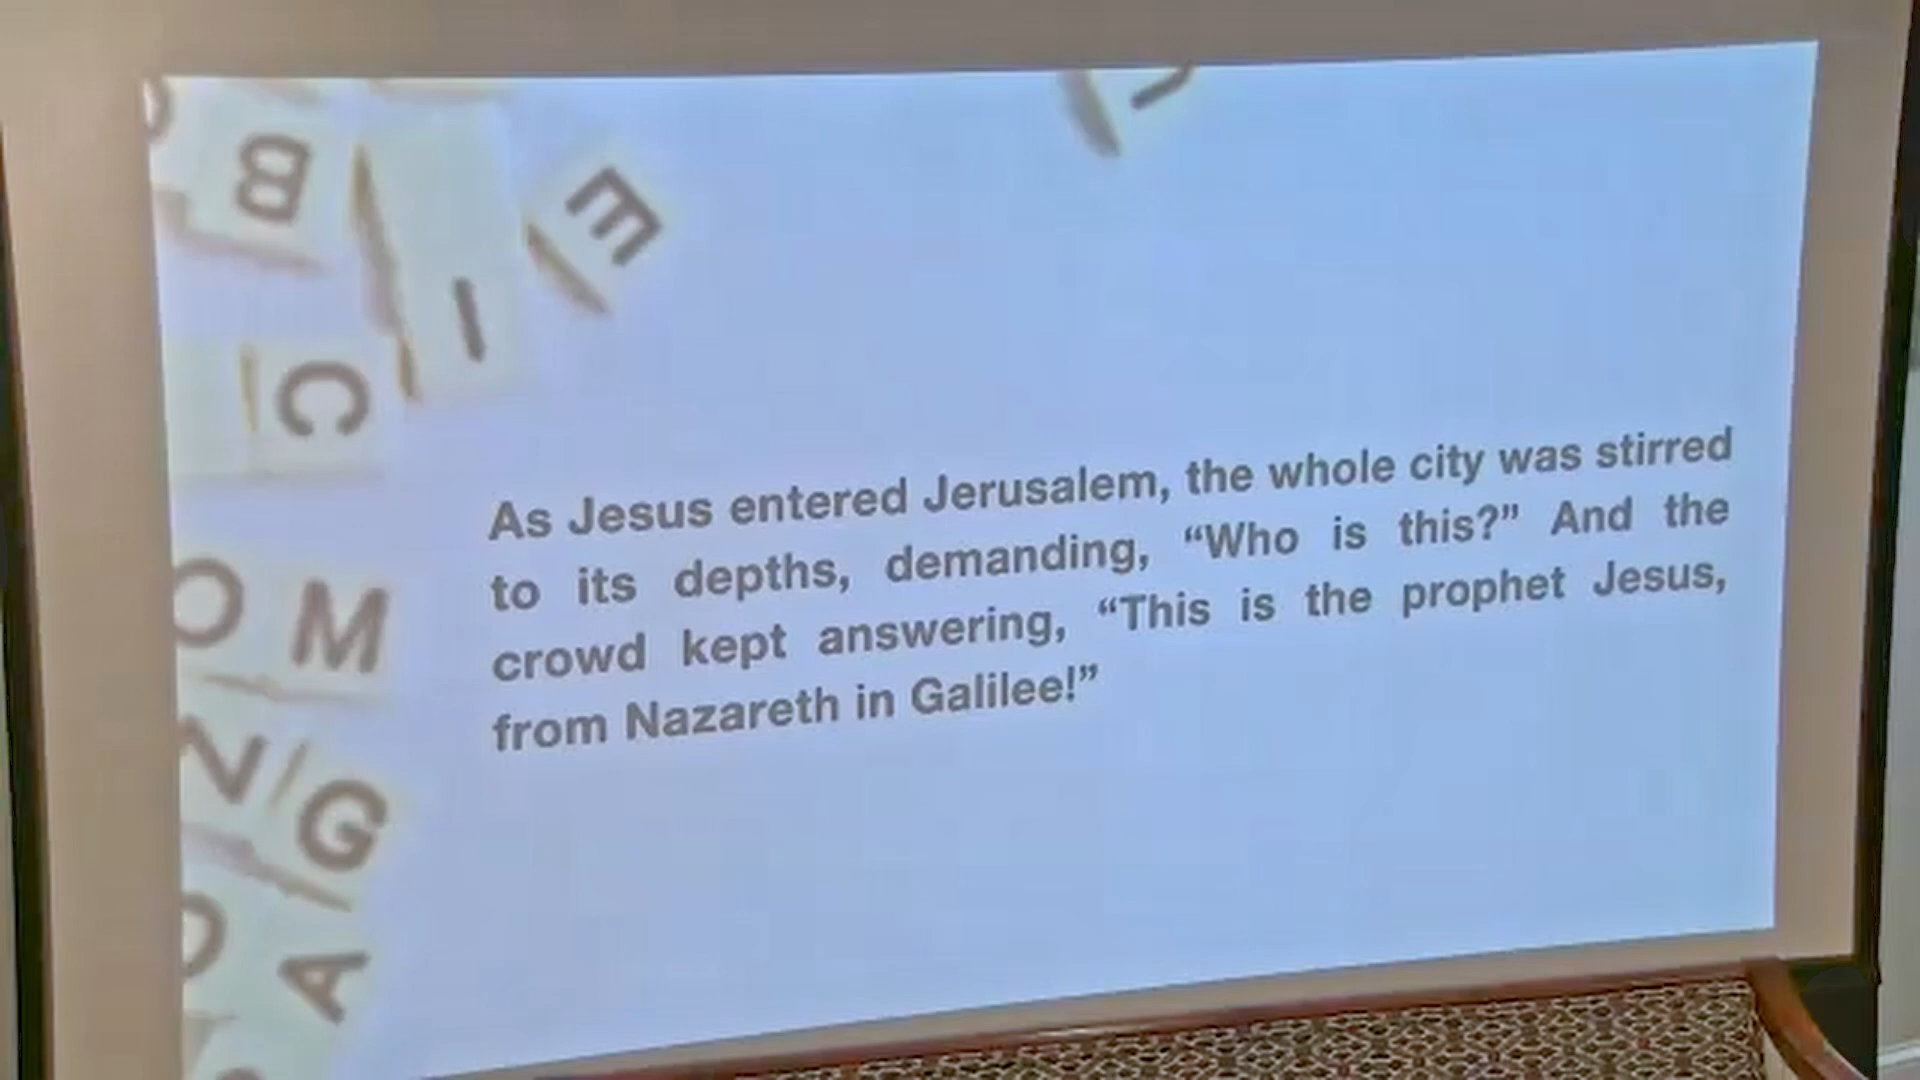 B
E
I
C
O M
N G
A
As Jesus entered Jerusalem, the whole city was stirred
to its depths, demanding, “Who is this?” And the
crowd kept answering, “This is the prophet Jesus,
from Nazareth in Galilee!”